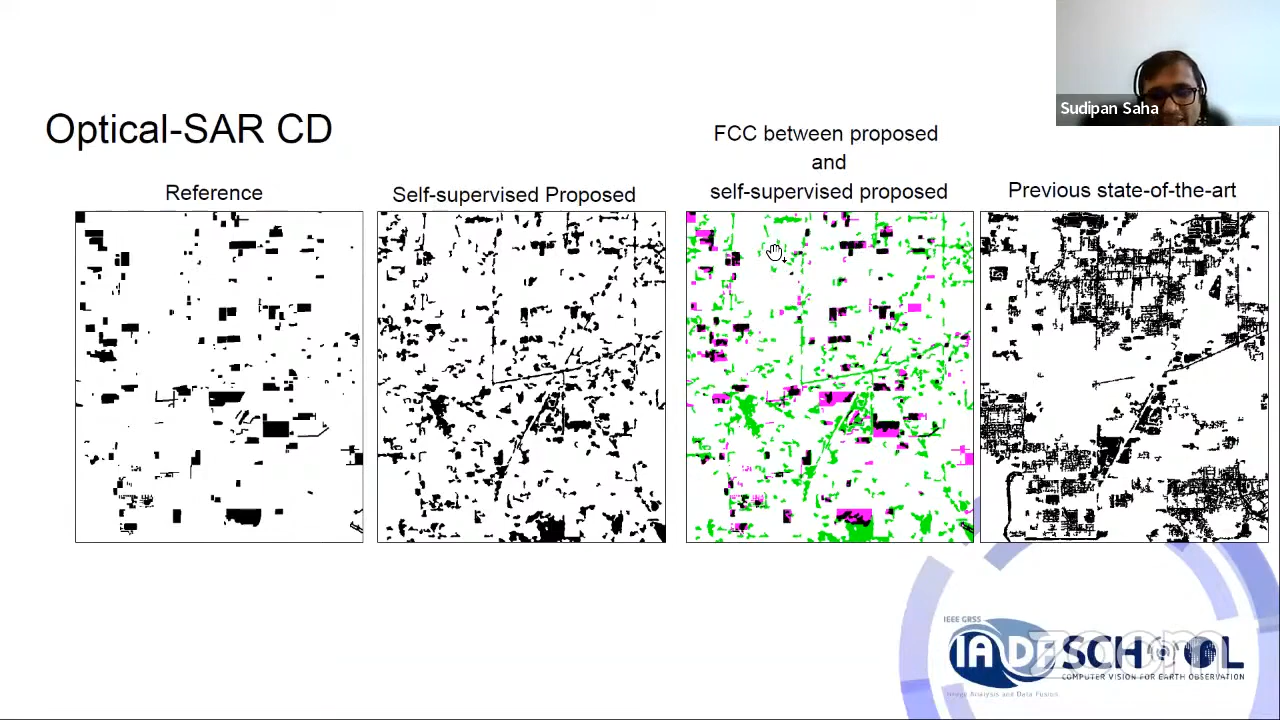 Sudipan Saha
Optical-SAR CD
Reference
Self-supervised Proposed
FCC between proposed
and
self-supervised proposed
Previous state-of-the-art
IEEE GRSS
IADF SCHOOL
zoom
COMPUTER VISION FOR EARTH OBSERVATION
Image Analysis and Data Fusion